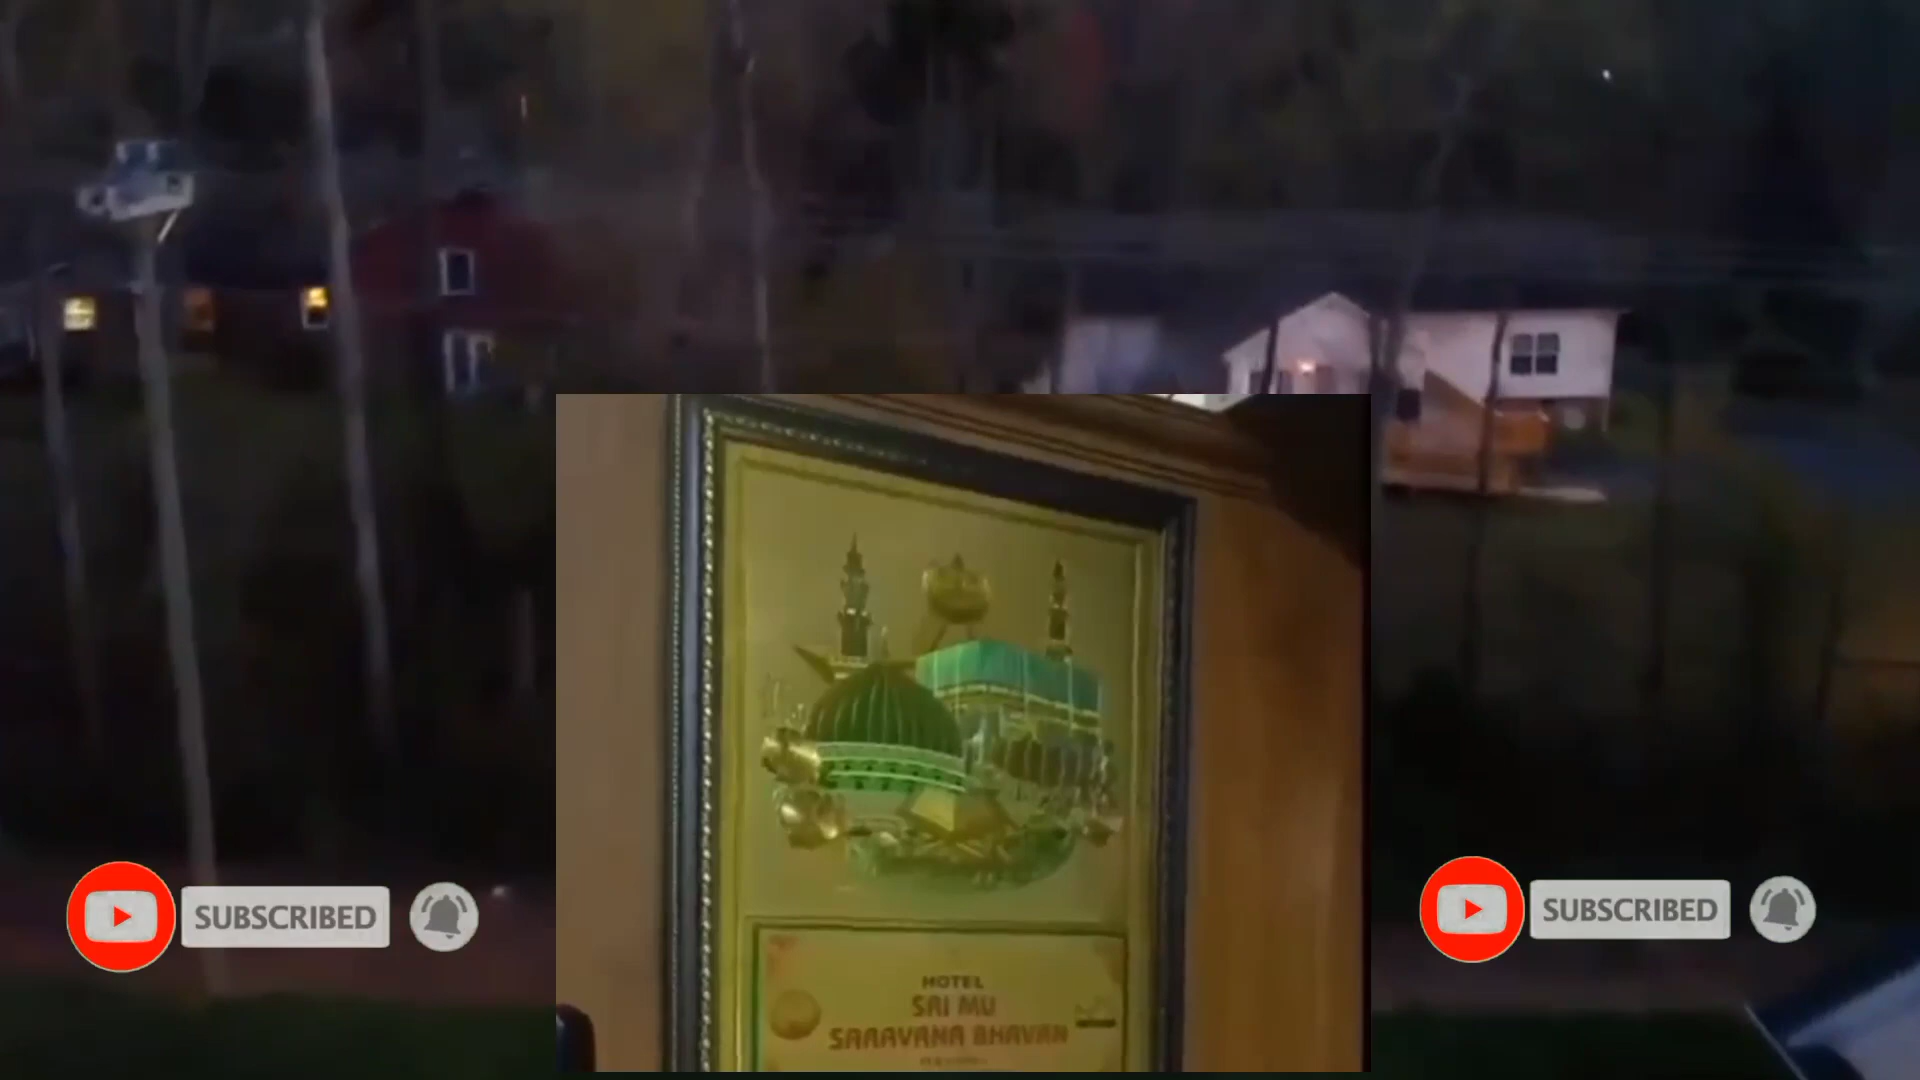 HOTEL
SRI MU
SARAVANA BHAVAN
SUBSCRIBED
SUBSCRIBED